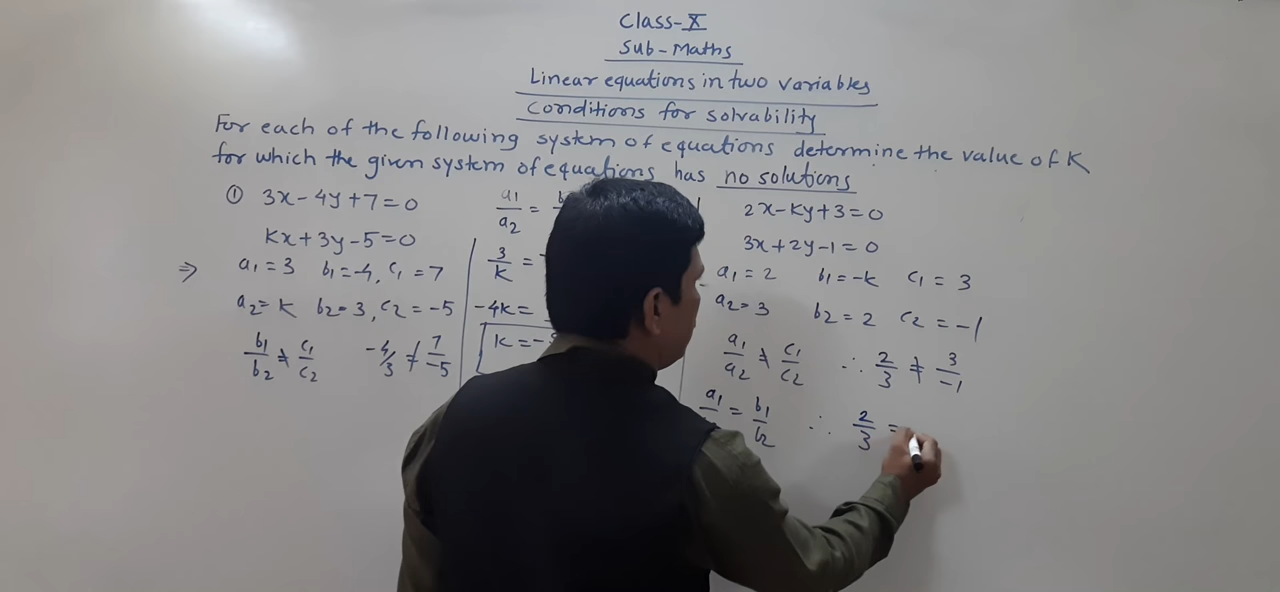 Class-X
Sub-Maths
Linear equations in two variables
Conditions for solvability
For each of the following system of equations determine the value of K
for which the given system of equations has no solutions
① 3x-4y+7=0
Kx+3y-5=0
⇒ a1=3 b1=-4, c1=7
a2=K b2=3, c2=-5
b1/b2 ≠ c1/c2 -4/3 ≠ 7/-5
a1/a2 =
3/K =
-4K=
K=-
2x-Ky+3=0
3x+2y-1=0
a1=2 b1=-k c1=3
a2=3 b2=2 c2=-1
a1/a2 ≠ c1/c2 ∴ 2/3 ≠ 3/-1
a1 = b1/b2 ∴ 2/3 =